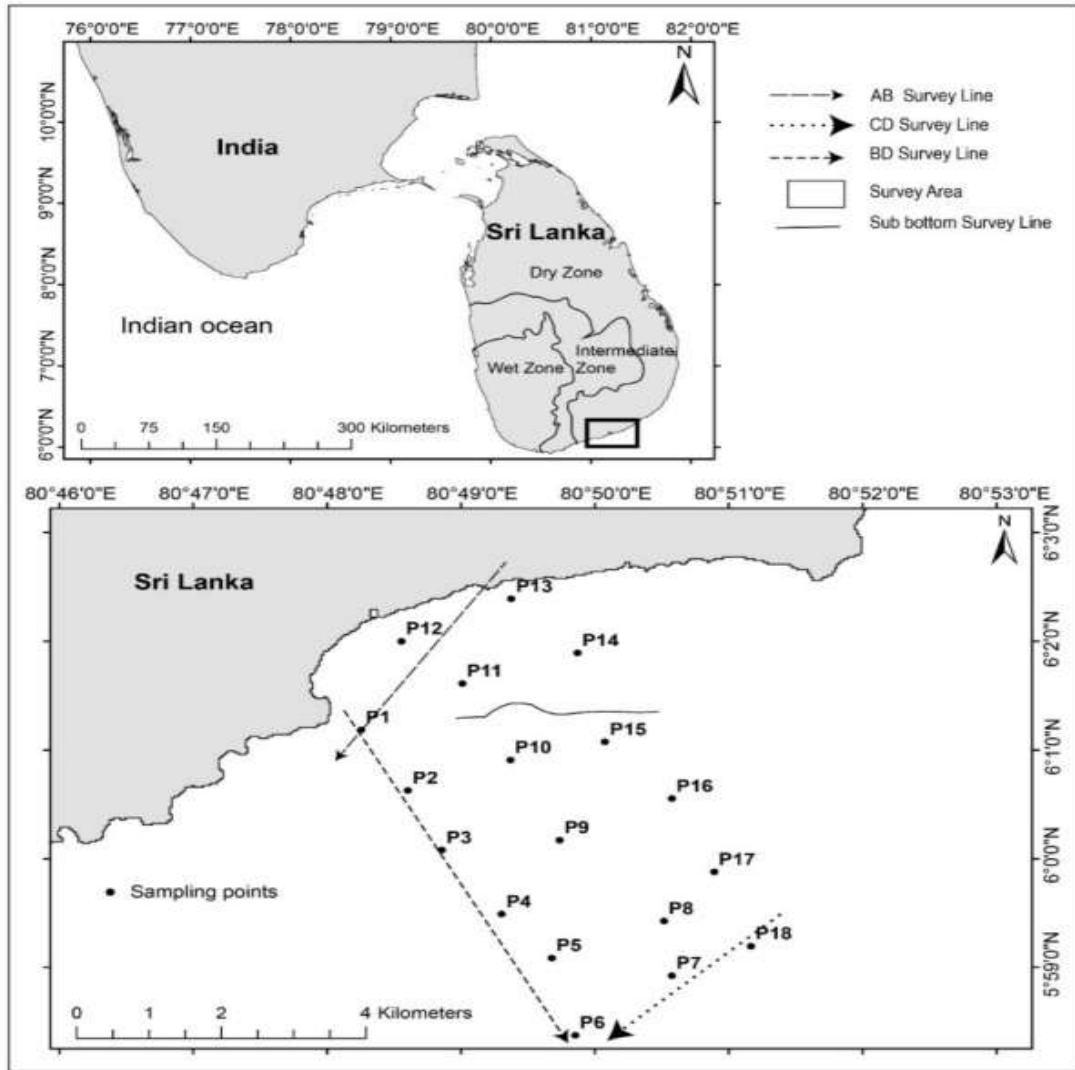 76°0'0"E 77°0'0"E 78°0'0"E 79°0'0"E 80°0'0"E 81°0'0"E 82°0'0"E
N
10°0'0"N
9°0'0"N
8°0'0"N
7°0'0"N
6°0'0"N
India
Sri Lanka
Dry Zone
Indian ocean
Intermediate
Wet Zone Zone
0 75 150 300 Kilometers
AB Survey Line
CD Survey Line
BD Survey Line
Survey Area
Sub bottom Survey Line
80°46'0"E 80°47'0"E 80°48'0"E 80°49'0"E 80°50'0"E 80°51'0"E 80°52'0"E 80°53'0"E
N
6°3'0"N
6°2'0"N
6°1'0"N
6°0'0"N
5°59'0"N
Sri Lanka
P13
P12
P14
P11
P1
P15
P10
P2
P16
P3
P9
P17
Sampling points
P4
P8
P5
P18
P7
P6
0 1 2 4 Kilometers